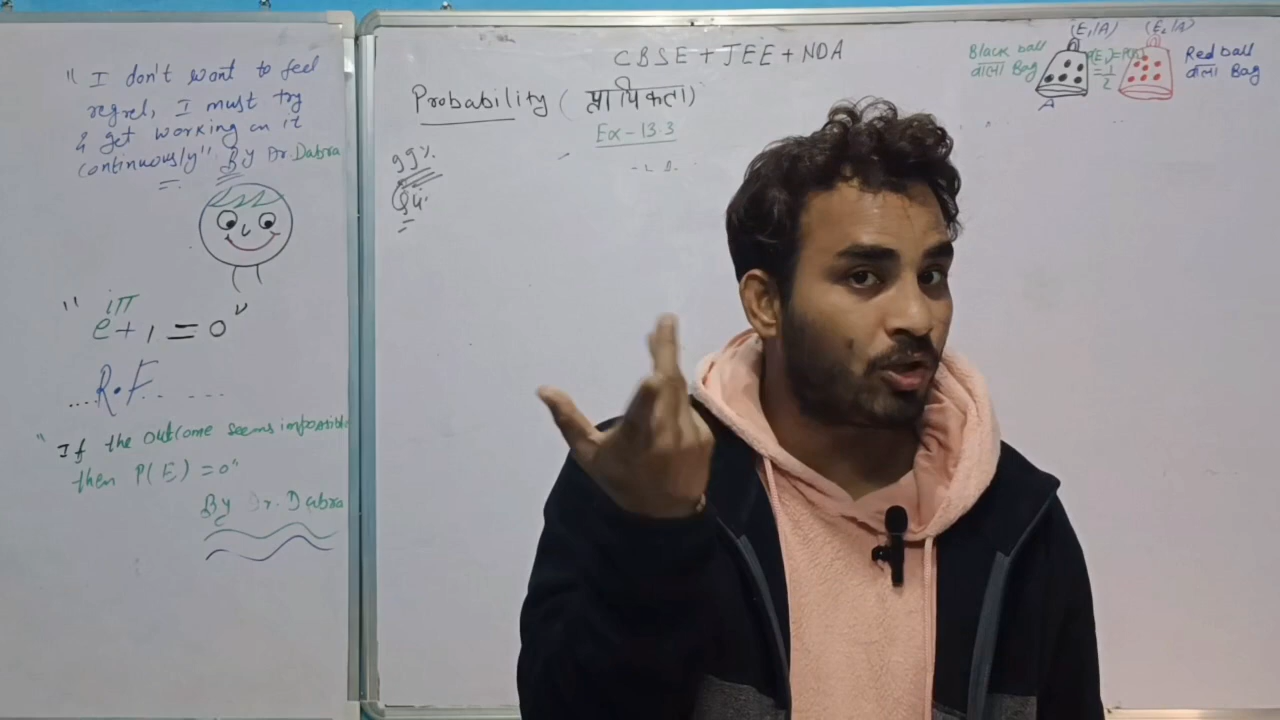 " I don't want to feel
regret, I must try
& get working on it
continuously" By Dr. Dabra
" e^iπ + 1 = 0 "
....R.F.. ...
" If the outcome seems impossible
then P(E) = 0"
By Dr. Dabra
CBSE + JEE + NDA
Probability ( प्रायिकता)
Ex - 13.3
99%
Black ball
वाला Bag
(E₁/A)
A
(E₂/A)
Red ball
वाला Bag